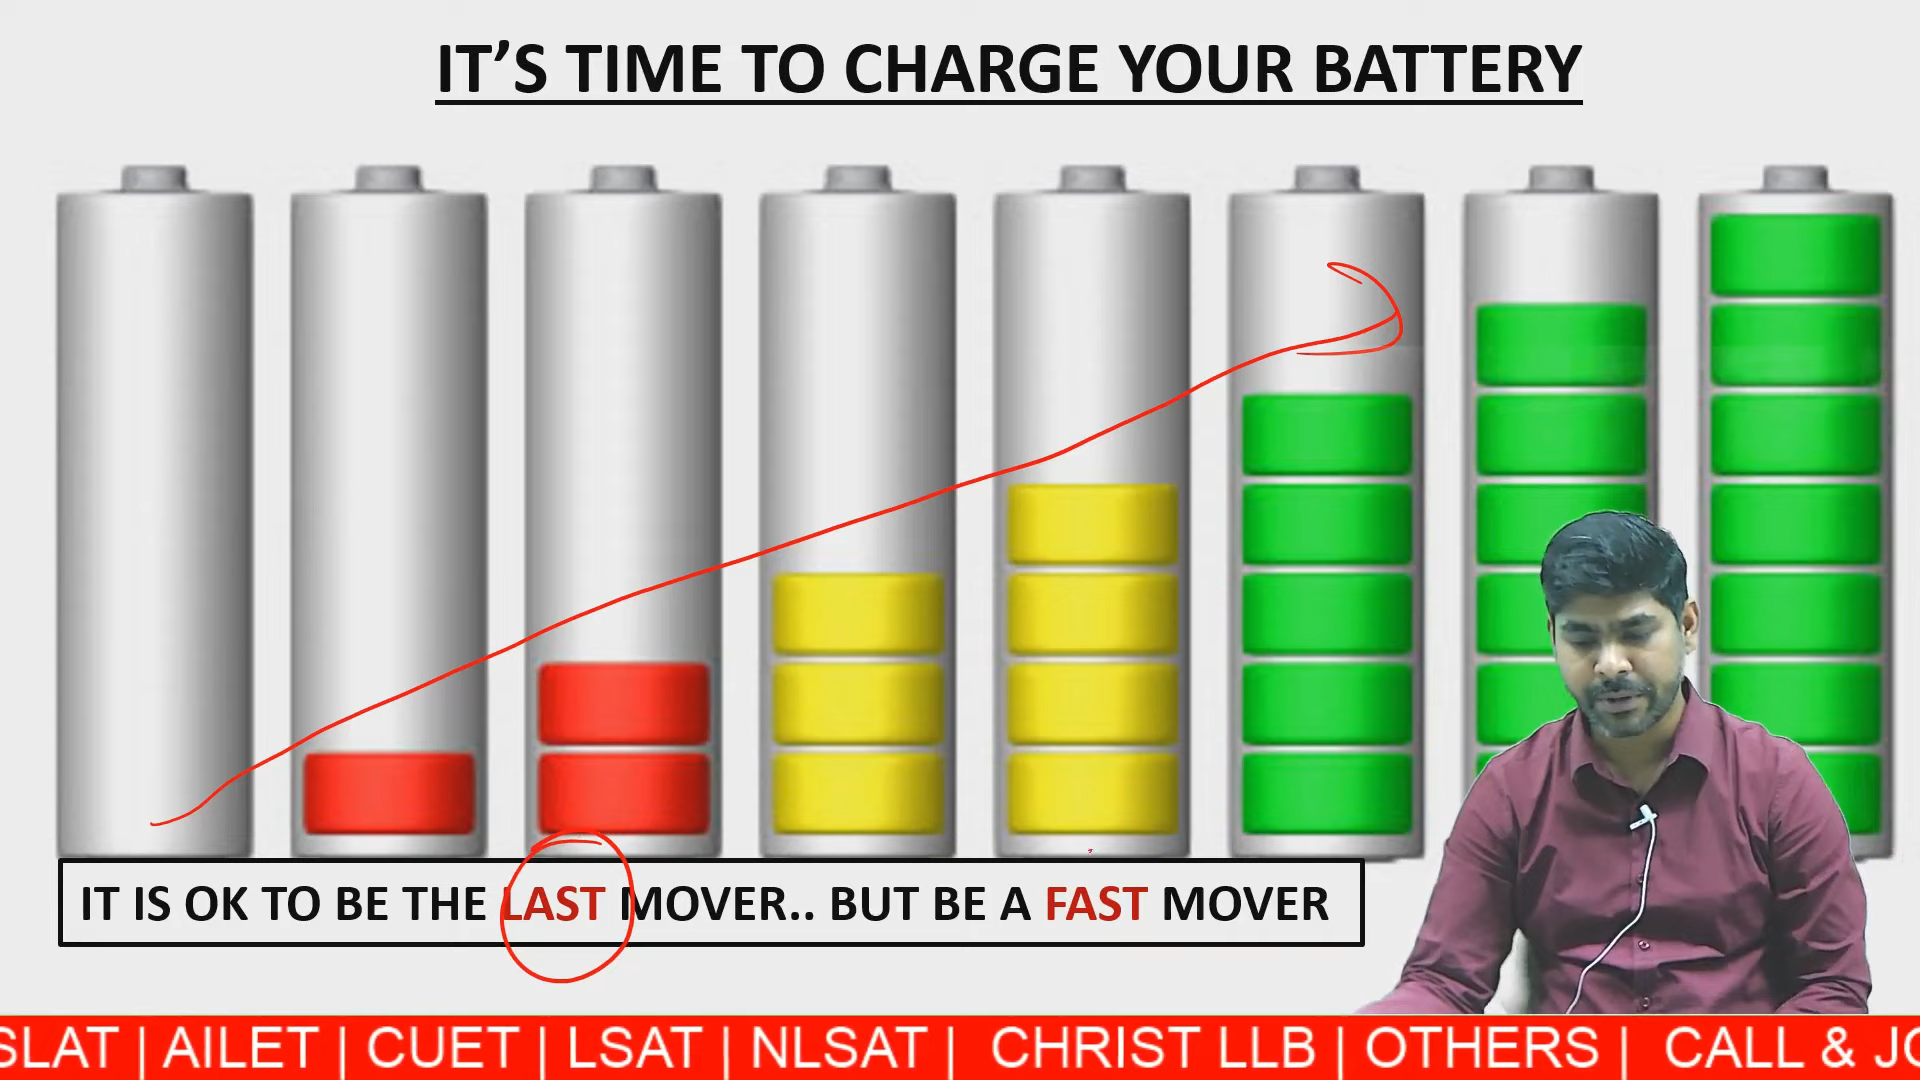 IT’S TIME TO CHARGE YOUR BATTERY
IT IS OK TO BE THE LAST MOVER.. BUT BE A FAST MOVER
SLAT | AILET | CUET | LSAT | NLSAT | CHRIST LLB | OTHERS | CALL &